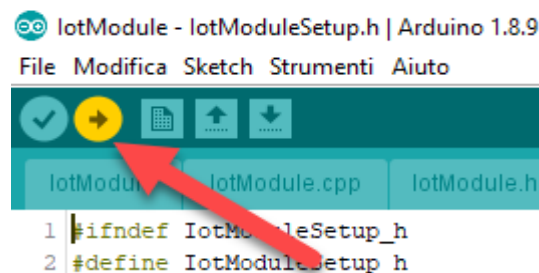 IotModule - IotModuleSetup.h | Arduino 1.8.9
File Modifica Sketch Strumenti Aiuto
IotModule.cpp IotModule.h
1 #ifndef IotModuleSetup_h
2 #define IotModuleSetup_h